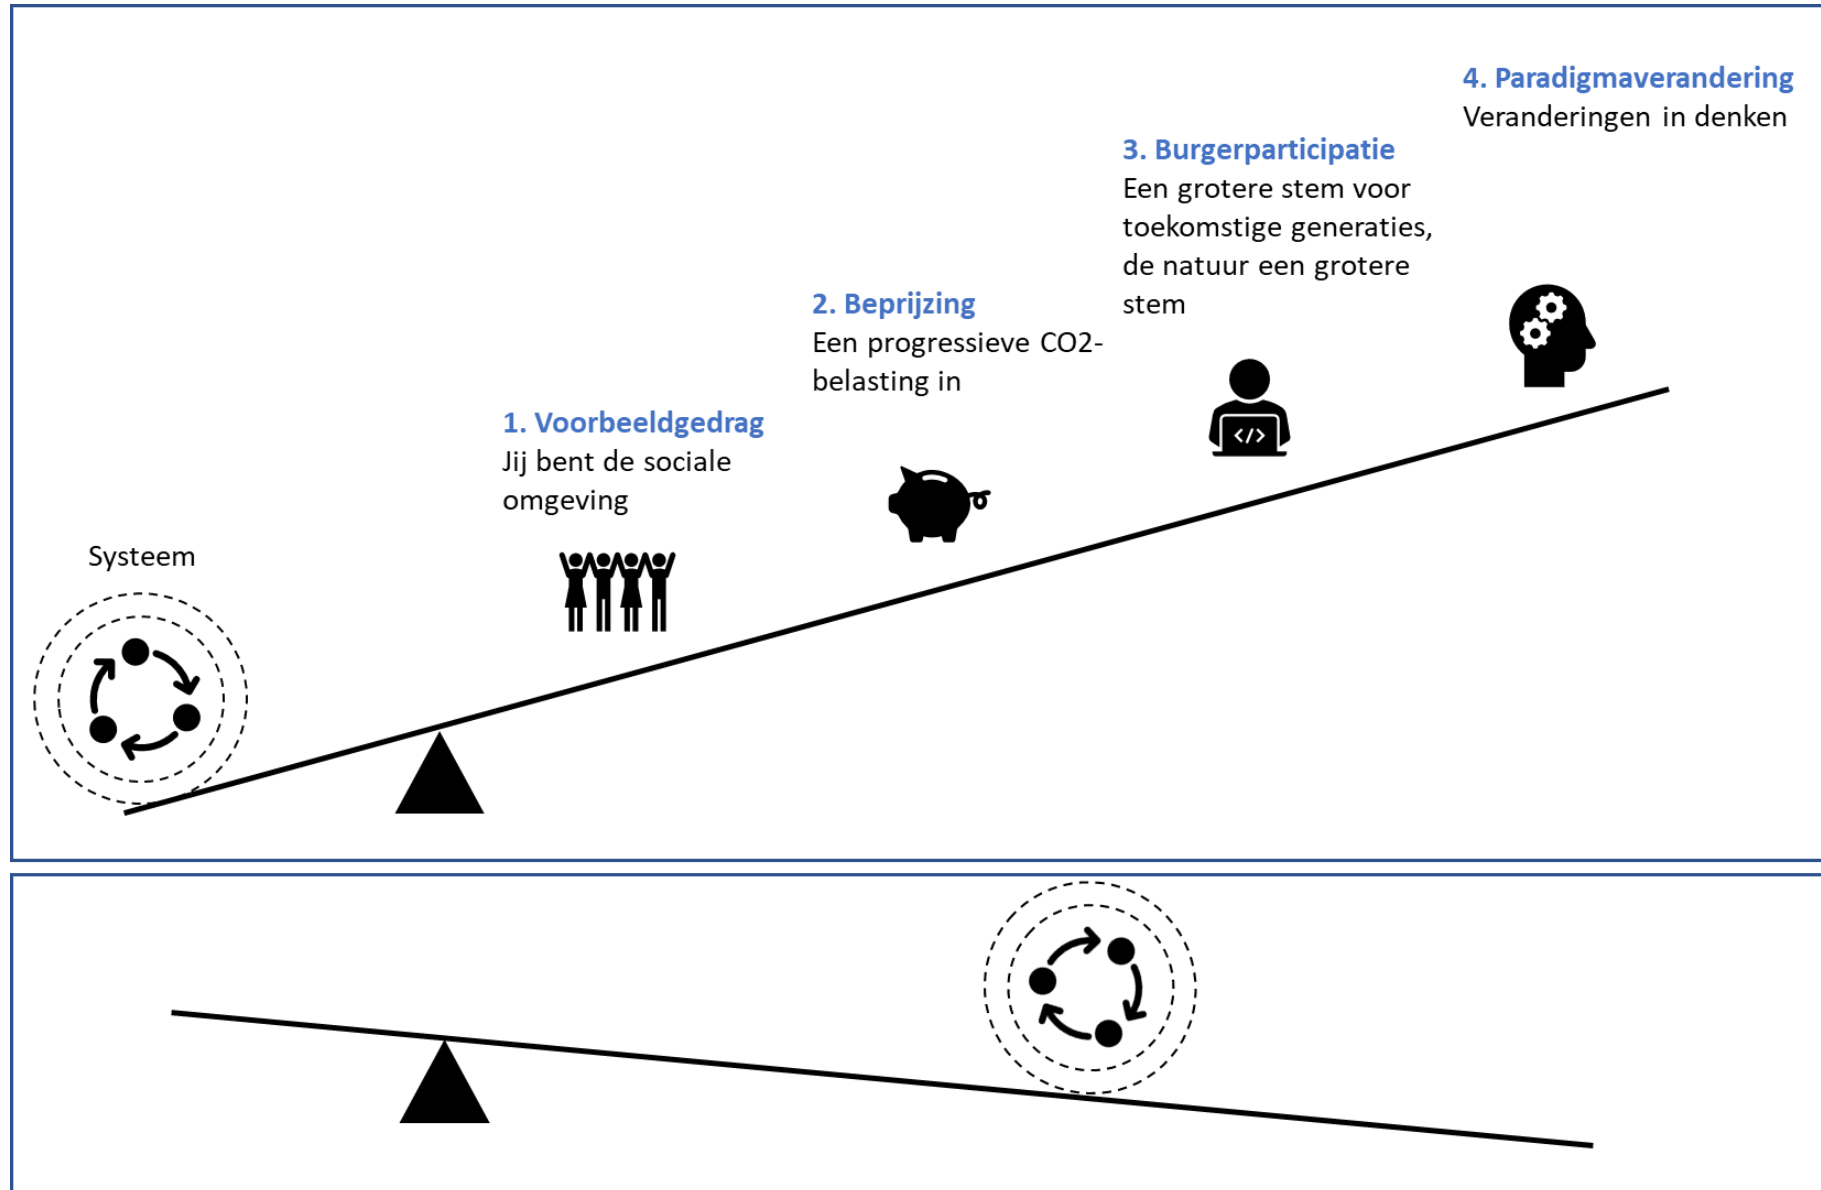 4. Paradigmaverandering
Veranderingen in denken
3. Burgerparticipatie
Een grotere stem voor
toekomstige generaties,
de natuur een grotere
stem
2. Beprijzing
Een progressieve CO2-
belasting in
1. Voorbeeldgedrag
Jij bent de sociale
omgeving
Systeem